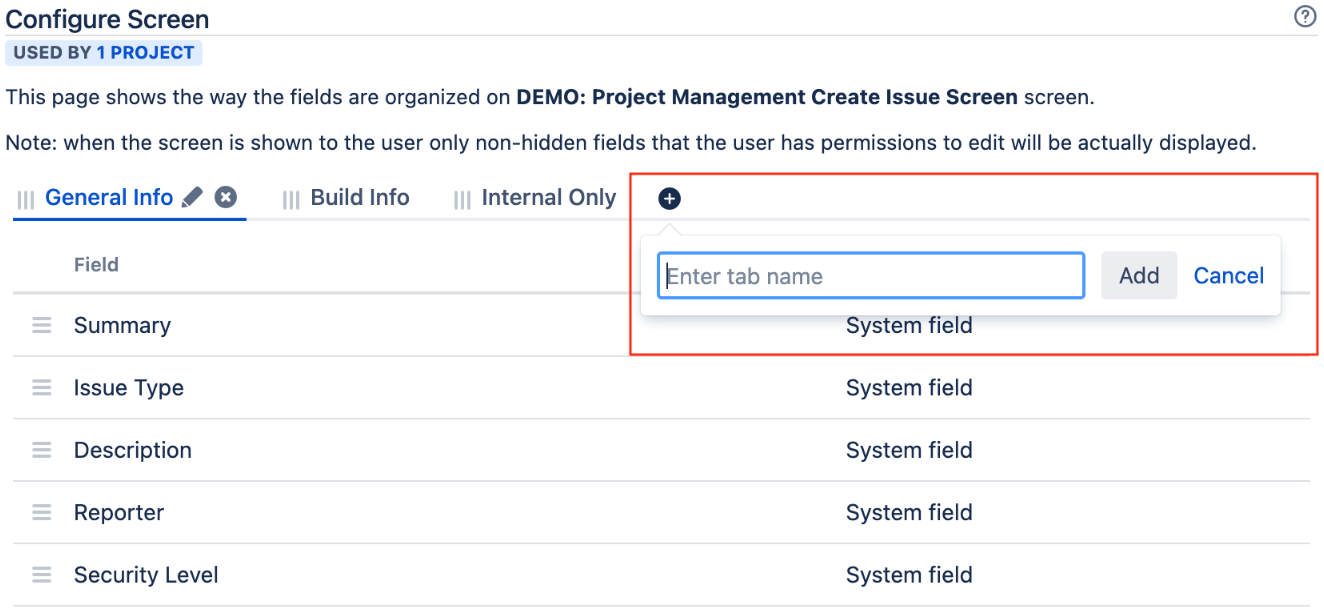 Configure Screen
USED BY 1 PROJECT
This page shows the way the fields are organized on DEMO: Project Management Create Issue Screen screen.
Note: when the screen is shown to the user only non-hidden fields that the user has permissions to edit will be actually displayed.
General Info Build Info Internal Only
Enter tab name Add Cancel
Field
Summary System field
Issue Type System field
Description System field
Reporter System field
Security Level System field